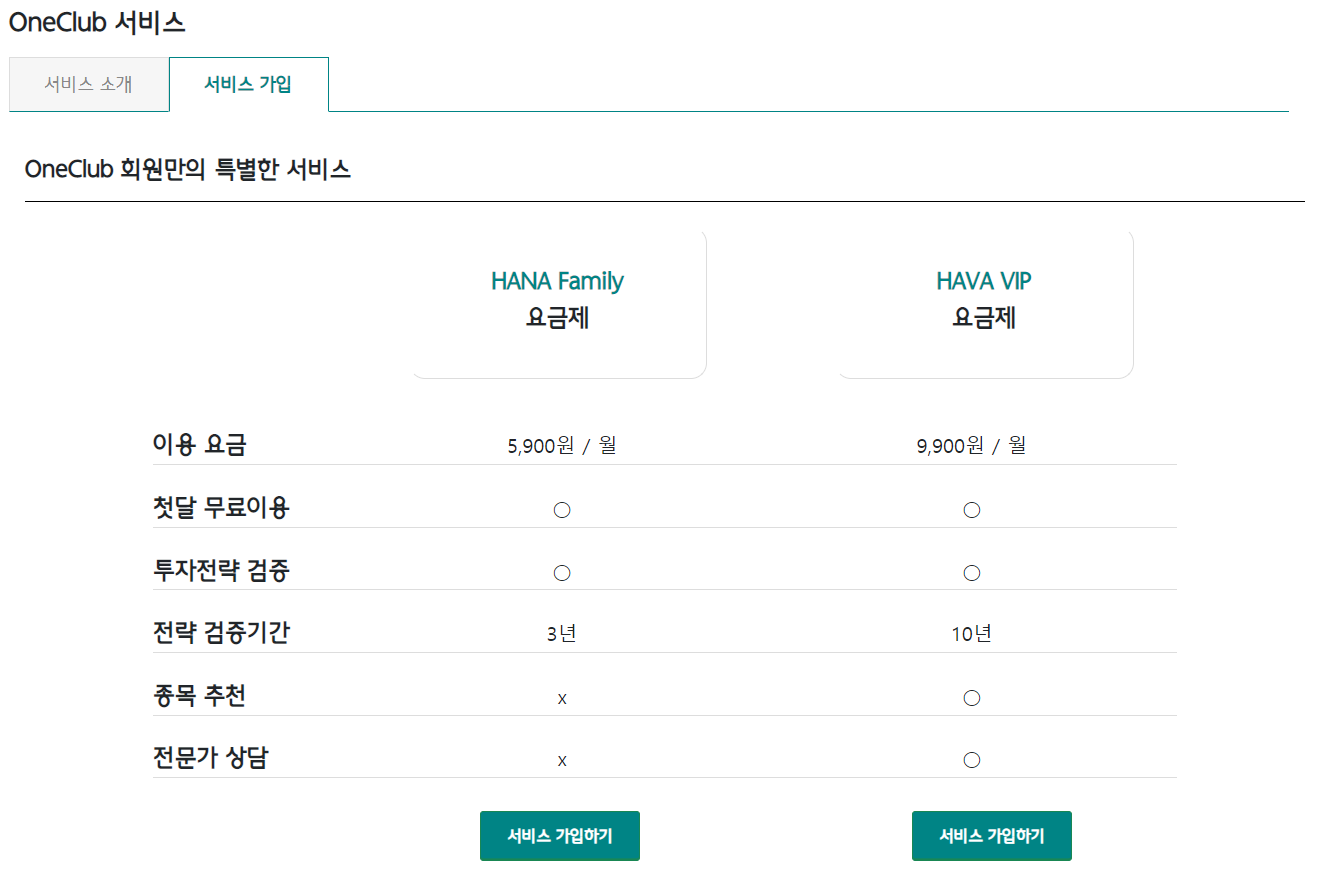 OneClub 서비스
서비스 소개 서비스 가입
OneClub 회원만의 특별한 서비스
HANA Family HAVA VIP
요금제 요금제
이용 요금 5,900원 / 월 9,900원 / 월
첫달 무료이용 ○ ○
투자전략 검증 ○ ○
전략 검증기간 3년 10년
종목 추천 x ○
전문가 상담 x ○
서비스 가입하기 서비스 가입하기